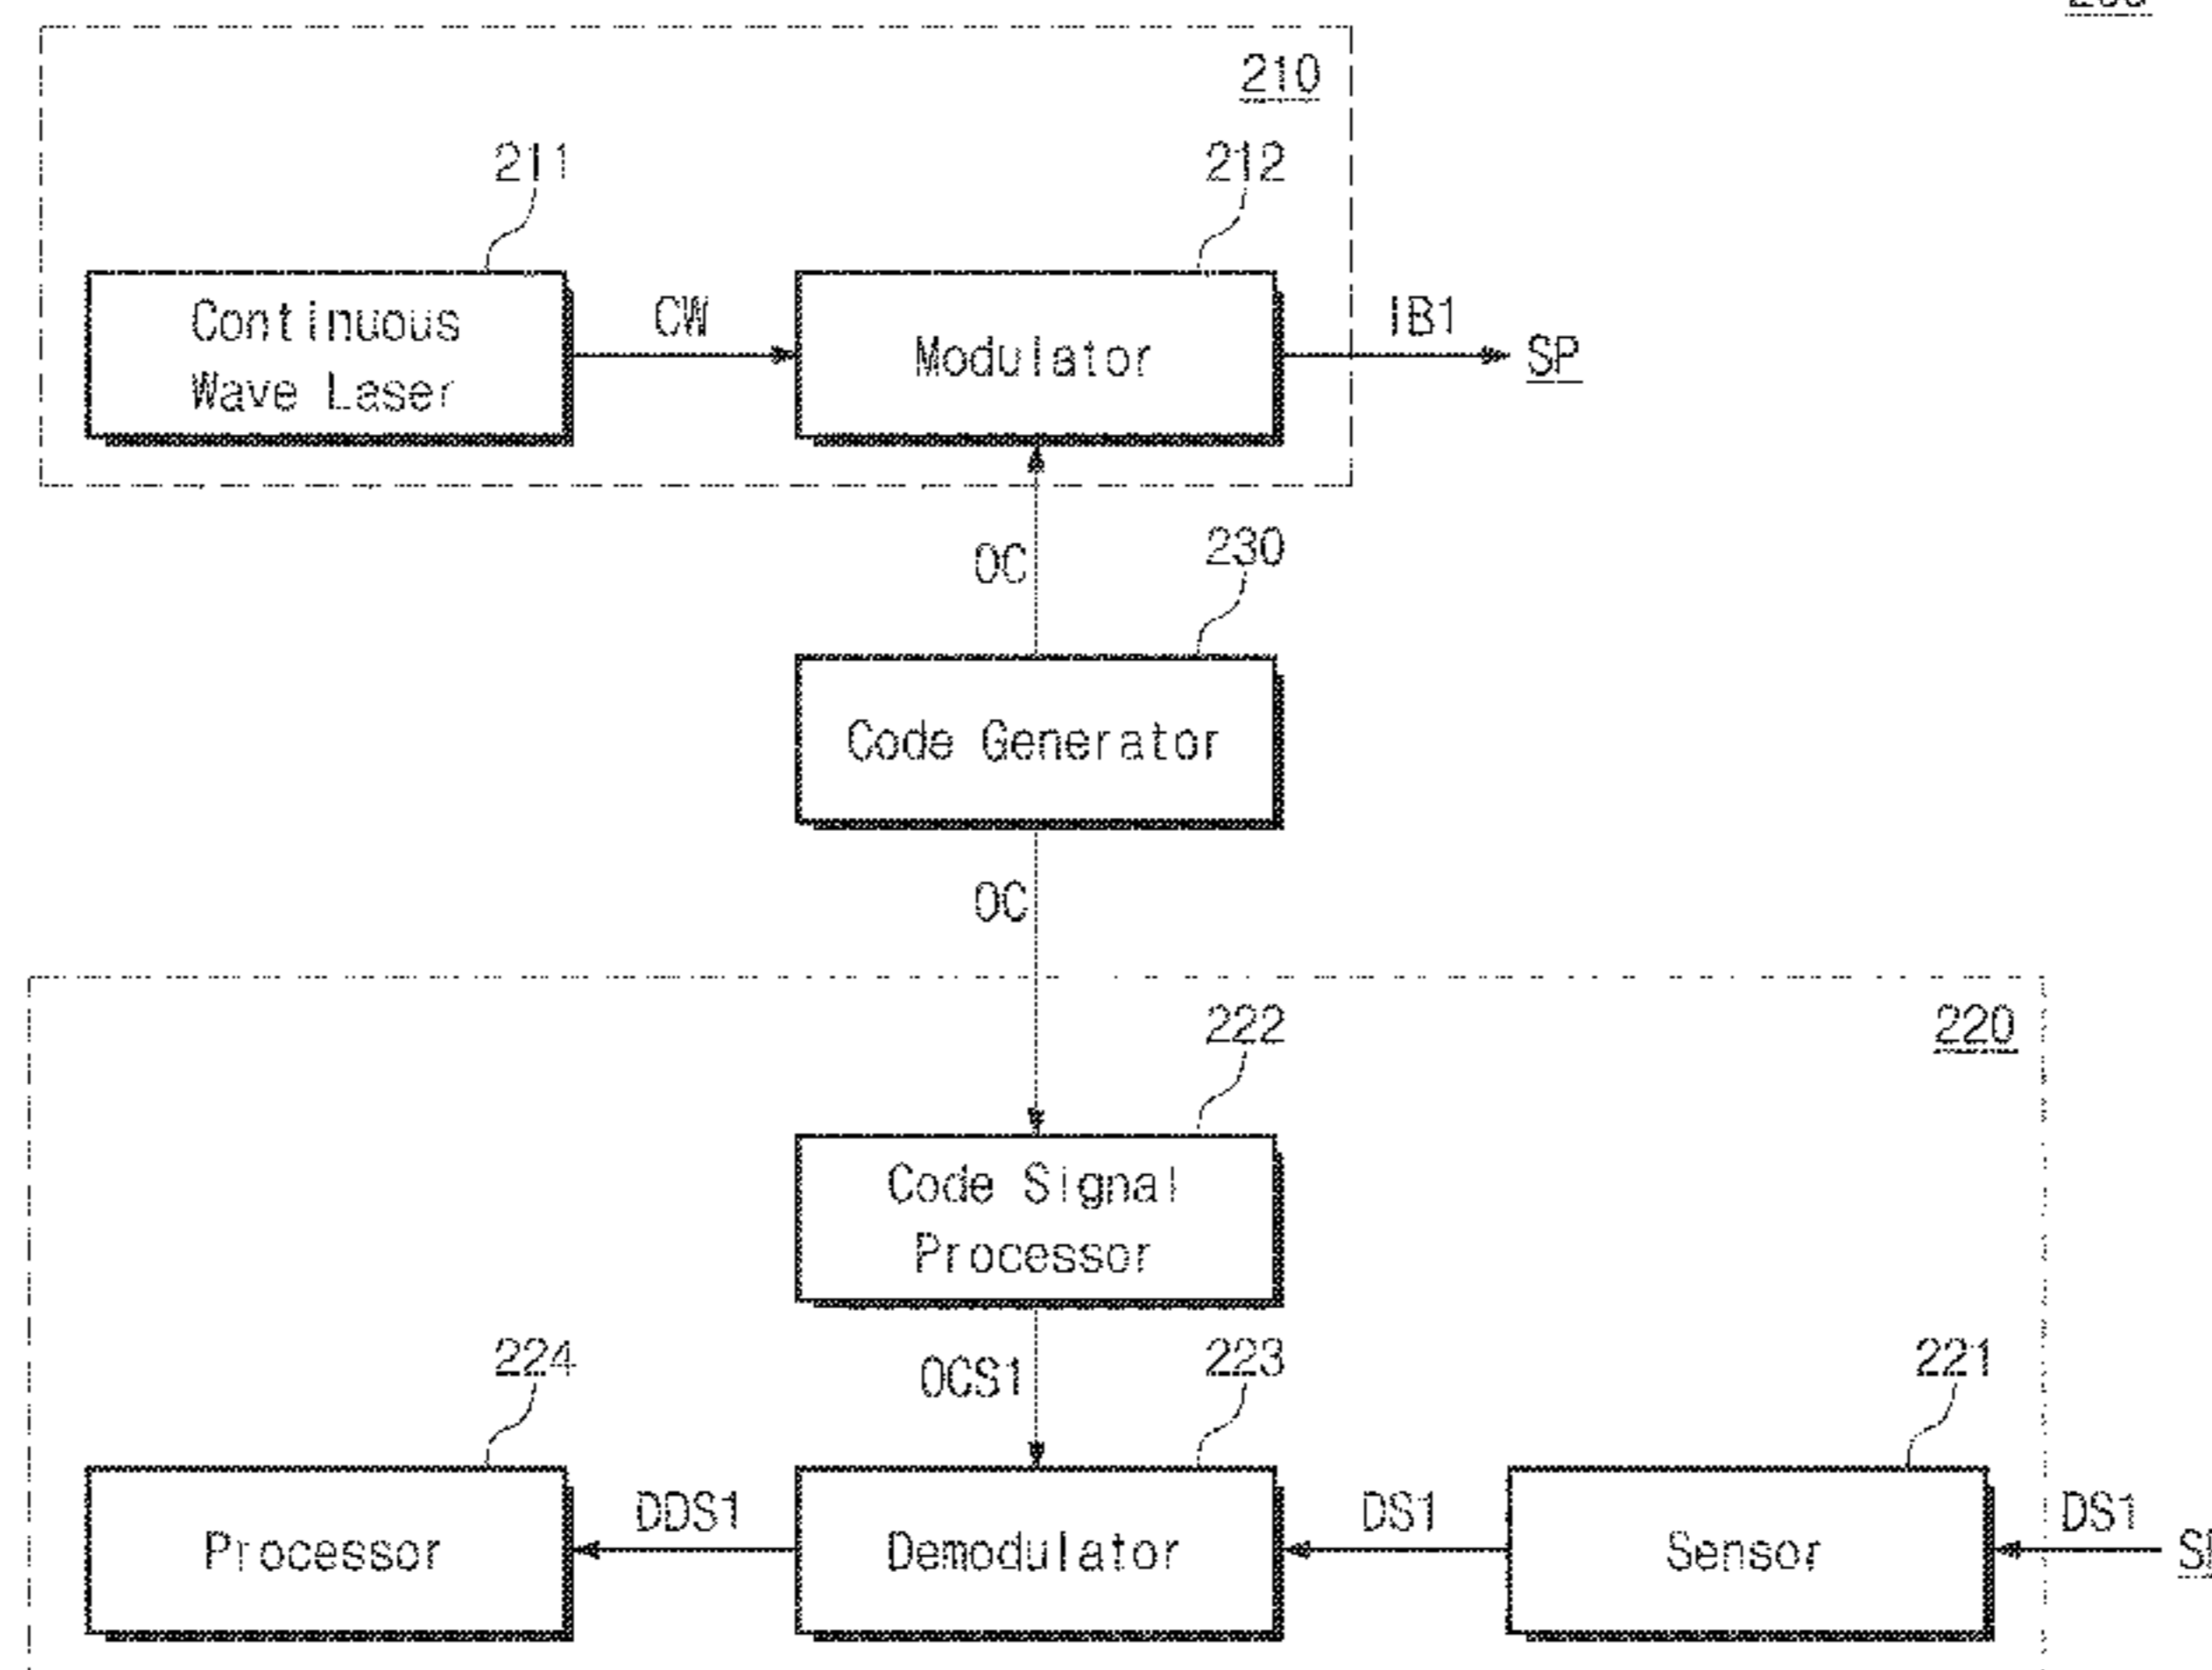 210
211
212
Continuous
Wave Laser
CW
Modulator
IB1
SP
OC
230
Code Generator
OC
220
222
Code Signal
Processor
224
OCS1
223
221
Processor
DDS1
Demodulator
DS1
Sensor
DS1